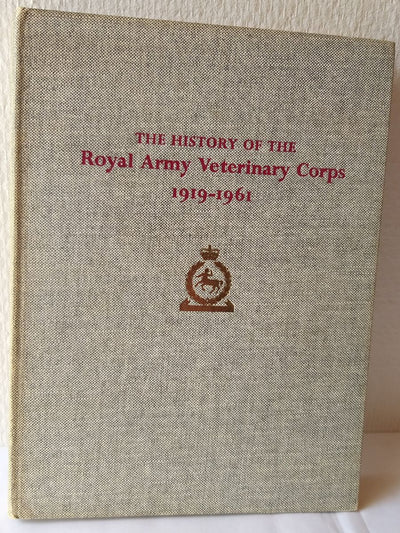 THE HISTORY OF THE
Royal Army Veterinary Corps
1919-1961